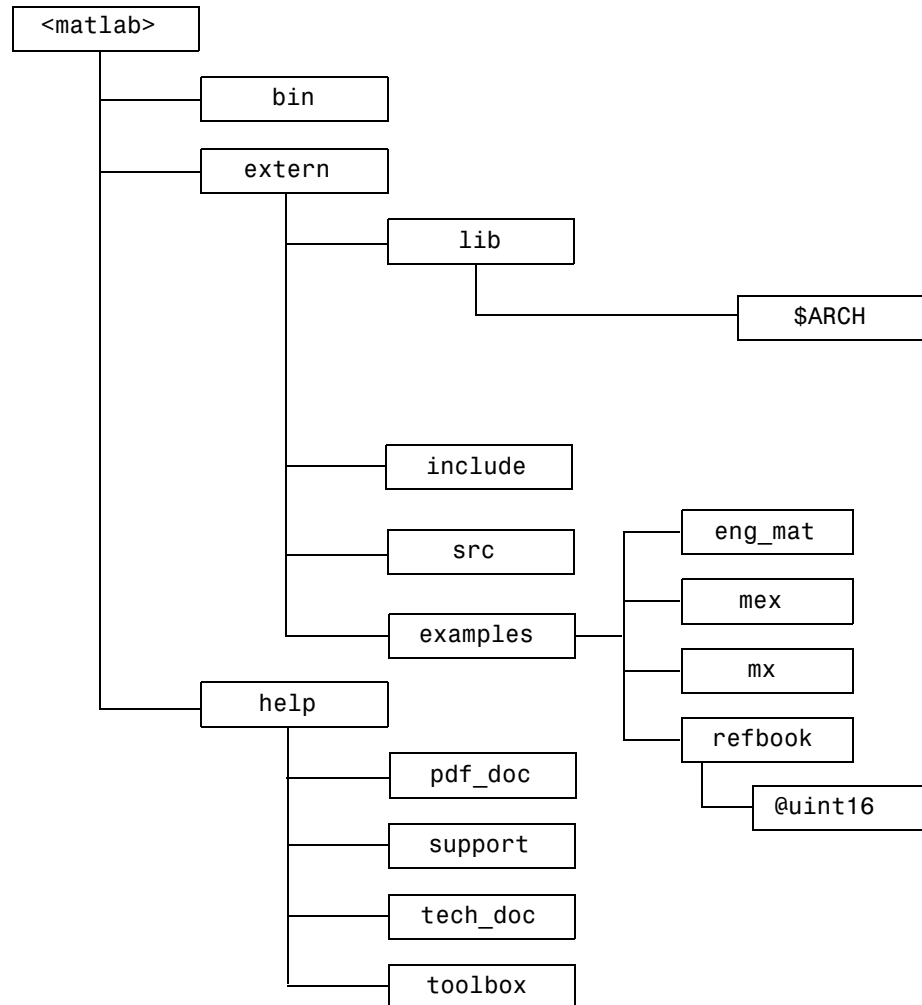 <matlab>
bin
extern
lib
$ARCH
include
eng_mat
src
mex
examples
mx
help
refbook
pdf_doc
@uint16
support
tech_doc
toolbox